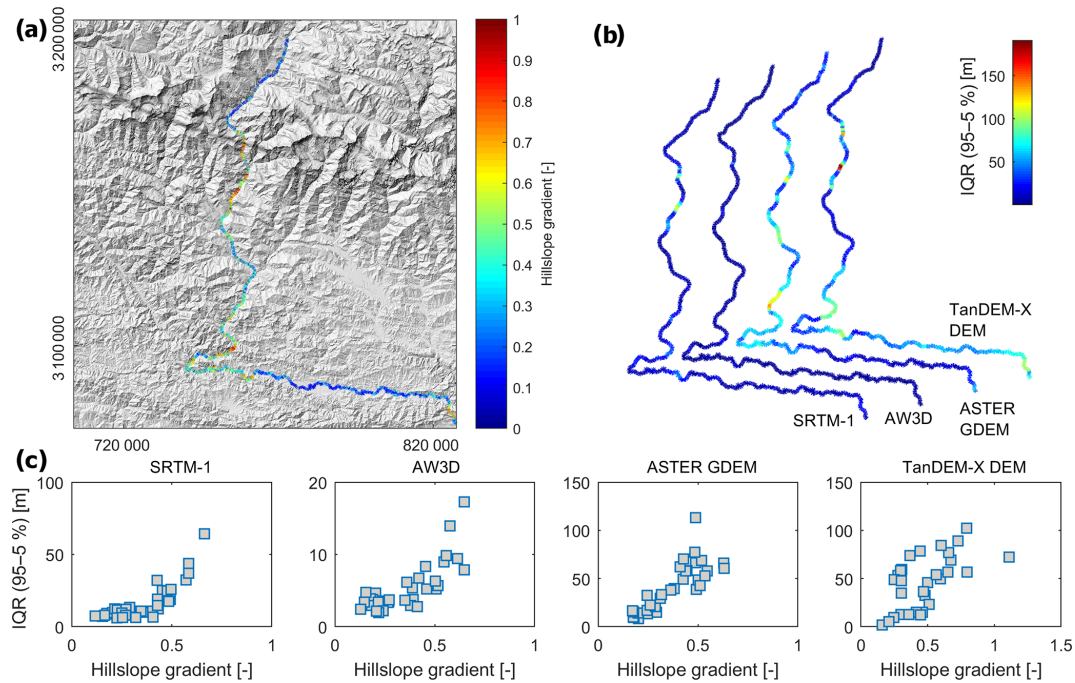 (a)
3 200 000
3 100 000
720 000
820 000
1
0.9
0.8
0.7
0.6
0.5
0.4
0.3
0.2
0.1
0
Hillslope gradient [-]
(b)
150
100
50
IQR (95–5 %) [m]
TanDEM-X
DEM
ASTER
GDEM
AW3D
SRTM-1
(c)
SRTM-1
100
50
0
IQR (95–5 %) [m]
0
0.5
1
Hillslope gradient [-]
AW3D
20
10
0
0
0.5
1
Hillslope gradient [-]
ASTER GDEM
150
100
50
0
0
0.5
1
Hillslope gradient [-]
TanDEM-X DEM
150
100
50
0
0
0.5
1
1.5
Hillslope gradient [-]